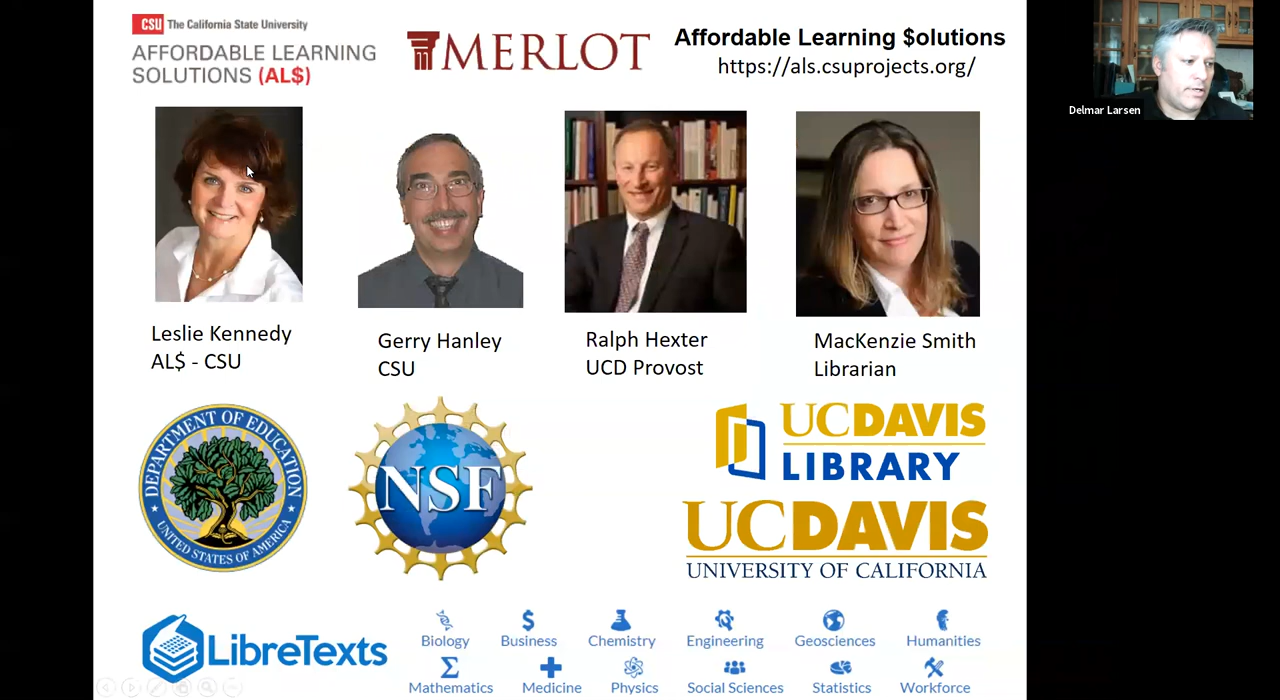 CSU The California State University
AFFORDABLE LEARNING
SOLUTIONS (AL$)
MERLOT
Affordable Learning $olutions
https://als.csuprojects.org/
Delmar Larsen
Leslie Kennedy
AL$ - CSU
Gerry Hanley
CSU
Ralph Hexter
UCD Provost
MacKenzie Smith
Librarian
DEPARTMENT OF EDUCATION
UNITED STATES OF AMERICA
NSF
UCDAVIS
LIBRARY
UCDAVIS
UNIVERSITY OF CALIFORNIA
LibreTexts
Biology
Business
Chemistry
Engineering
Geosciences
Humanities
Mathematics
Medicine
Physics
Social Sciences
Statistics
Workforce